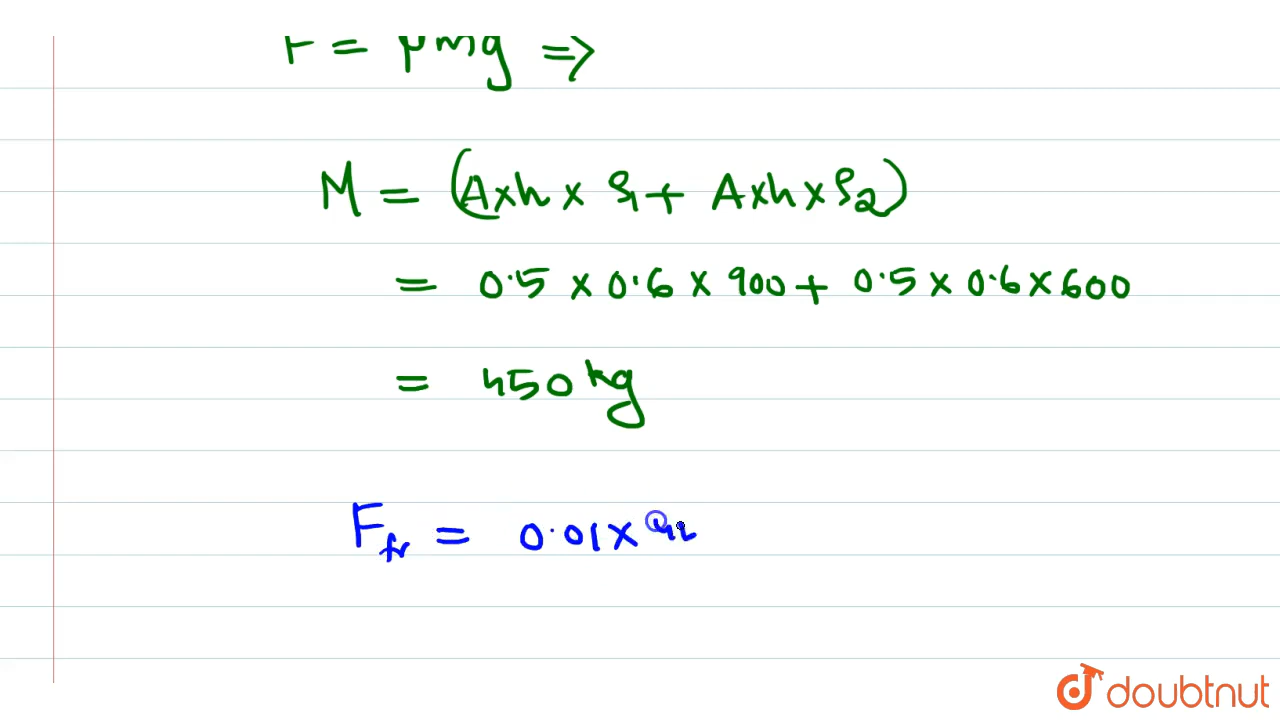 F = μmg ⇒
M = (A×h × ρ1 + A×h × ρ2)
= 0.5 × 0.6 × 900 + 0.5 × 0.6 × 600
= 450 kg
Ffr = 0.01 ×
doubtnut